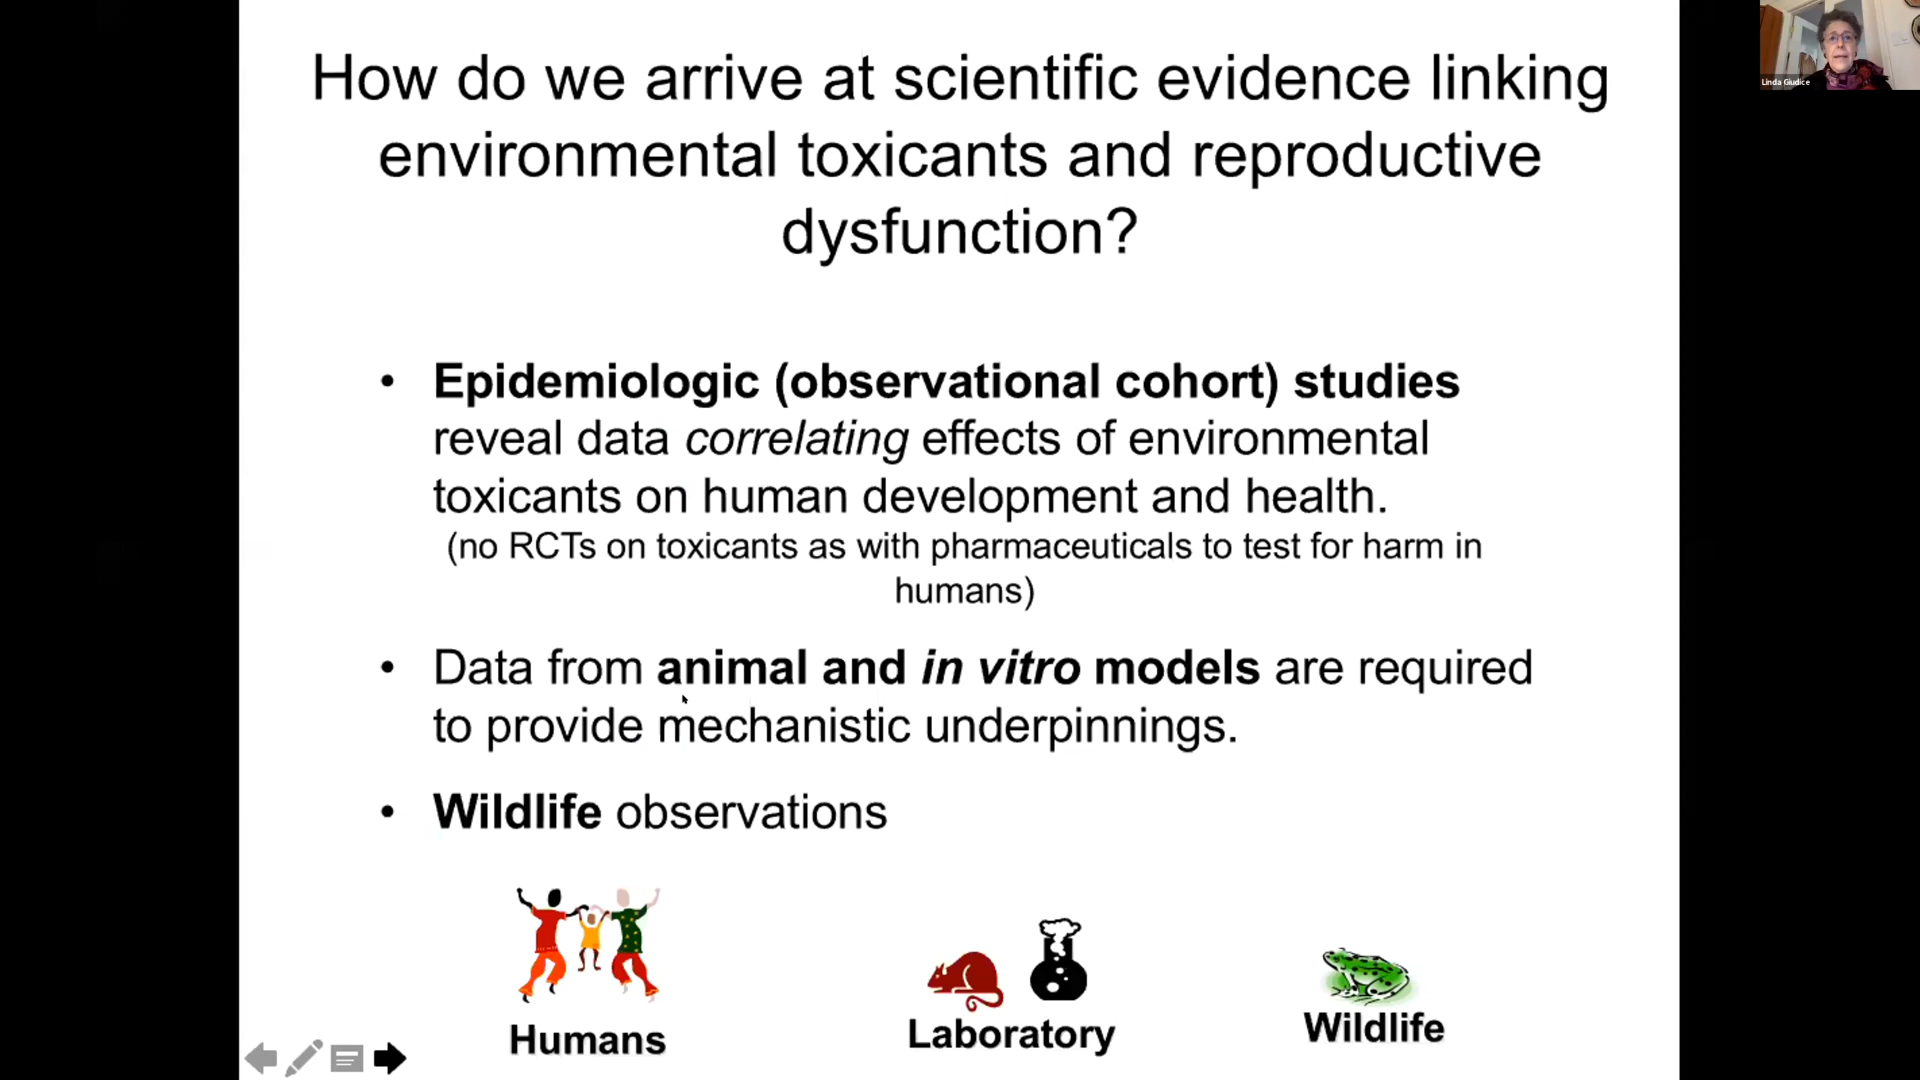 How do we arrive at scientific evidence linking
environmental toxicants and reproductive
dysfunction?
Linda Giudice
• Epidemiologic (observational cohort) studies
reveal data correlating effects of environmental
toxicants on human development and health.
(no RCTs on toxicants as with pharmaceuticals to test for harm in
humans)
• Data from animal and in vitro models are required
to provide mechanistic underpinnings.
• Wildlife observations
Humans
Laboratory
Wildlife